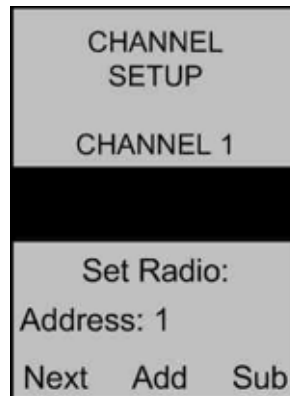 CHANNEL
SETUP
CHANNEL 1
Set Radio:
Address: 1
Next Add Sub